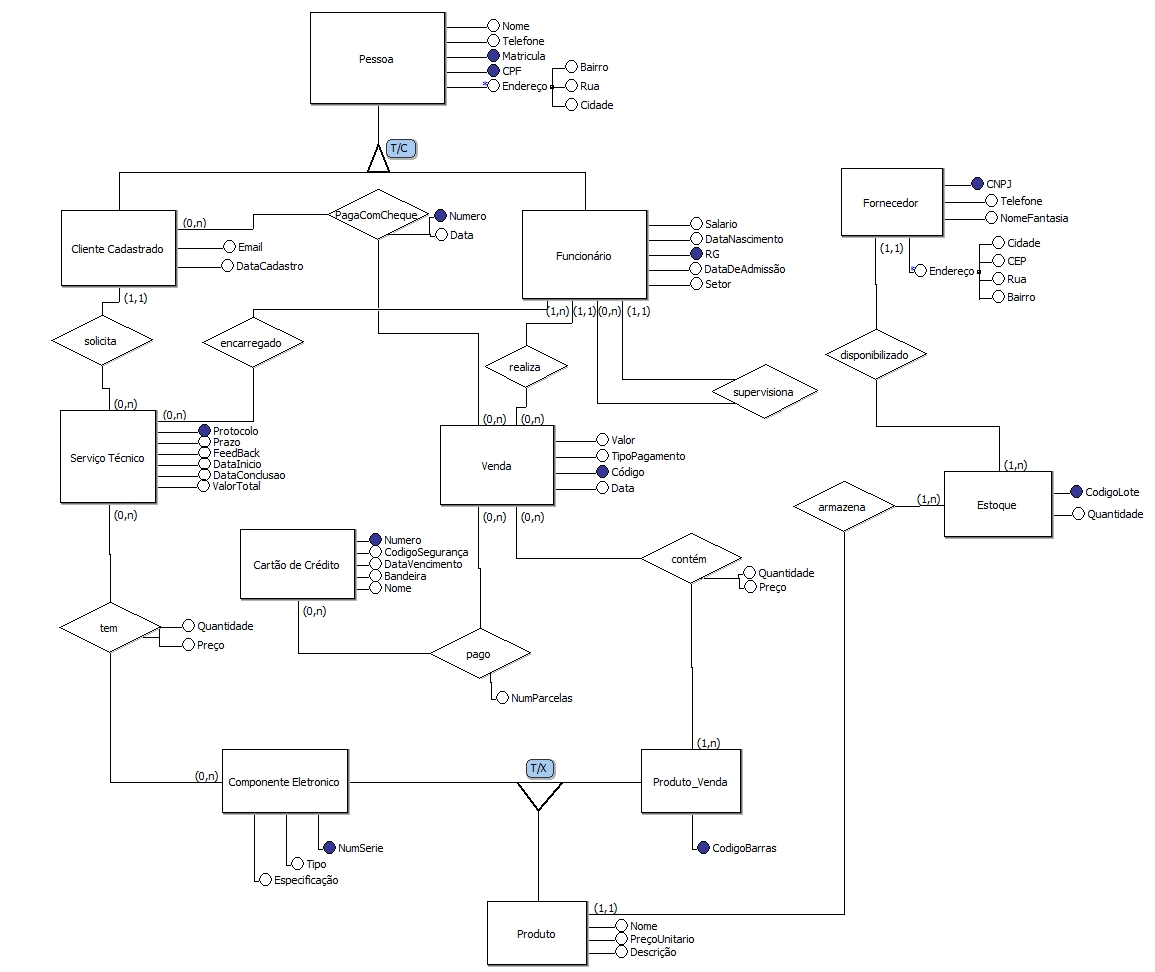 Pessoa
Nome
Telefone
Matricula
CPF
* Endereço
Bairro
Rua
Cidade
T/C
Cliente Cadastrado
(0,n)
Email
DataCadastro
(1,1)
PagaComCheque
Numero
Data
Funcionário
Salario
DataNascimento
RG
DataDeAdmissão
Setor
(1,n) (1,1) (0,n) (1,1)
Fornecedor
CNPJ
Telefone
NomeFantasia
(1,1)
* Endereço
Cidade
CEP
Rua
Bairro
solicita
encarregado
realiza
supervisiona
disponibilizado
(0,n)
(0,n)
Serviço Técnico
Protocolo
Prazo
FeedBack
DataInicio
DataConclusao
ValorTotal
(0,n)
(0,n) (0,n)
Venda
Valor
TipoPagamento
Código
Data
(0,n) (0,n)
(1,n)
armazena
(1,n)
Estoque
CodigoLote
Quantidade
Cartão de Crédito
Numero
CodigoSegurança
DataVencimento
Bandeira
Nome
(0,n)
contém
Quantidade
Preço
tem
Quantidade
Preço
pago
NumParcelas
(1,n)
(0,n)
Componente Eletronico
T/X
Produto_Venda
NumSerie
Tipo
Especificação
CodigoBarras
Produto
(1,1)
Nome
PreçoUnitario
Descrição